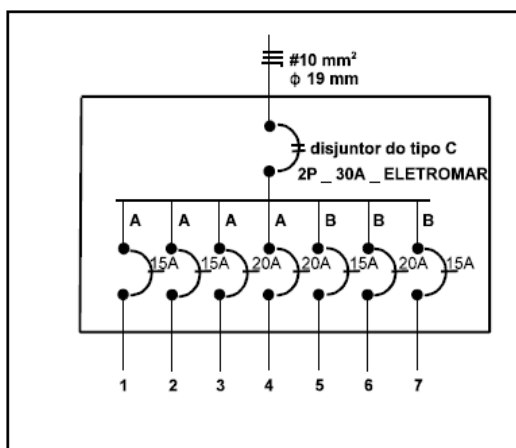 #10 mm²
ϕ 19 mm
disjuntor do tipo C
2P _ 30A _ ELETROMAR
A A A A B B B
15A 15A 20A 20A 15A 20A 15A
1 2 3 4 5 6 7